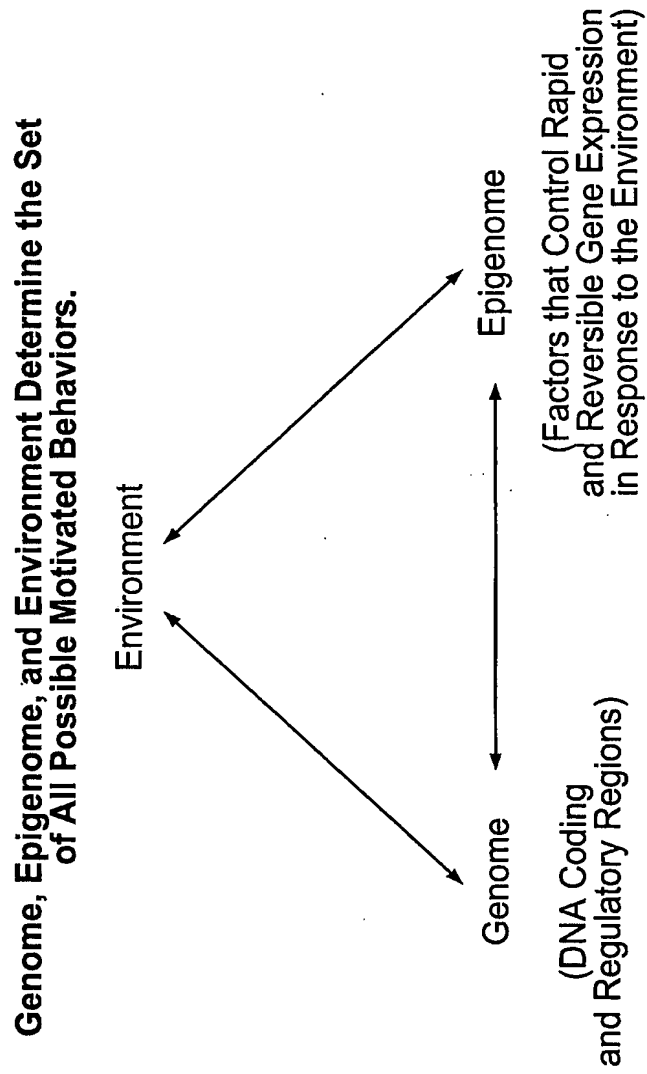 Genome, Epigenome, and Environment Determine the Set
of All Possible Motivated Behaviors.
Environment
Genome
(DNA Coding
and Regulatory Regions)
Epigenome
(Factors that Control Rapid
and Reversible Gene Expression
in Response to the Environment)